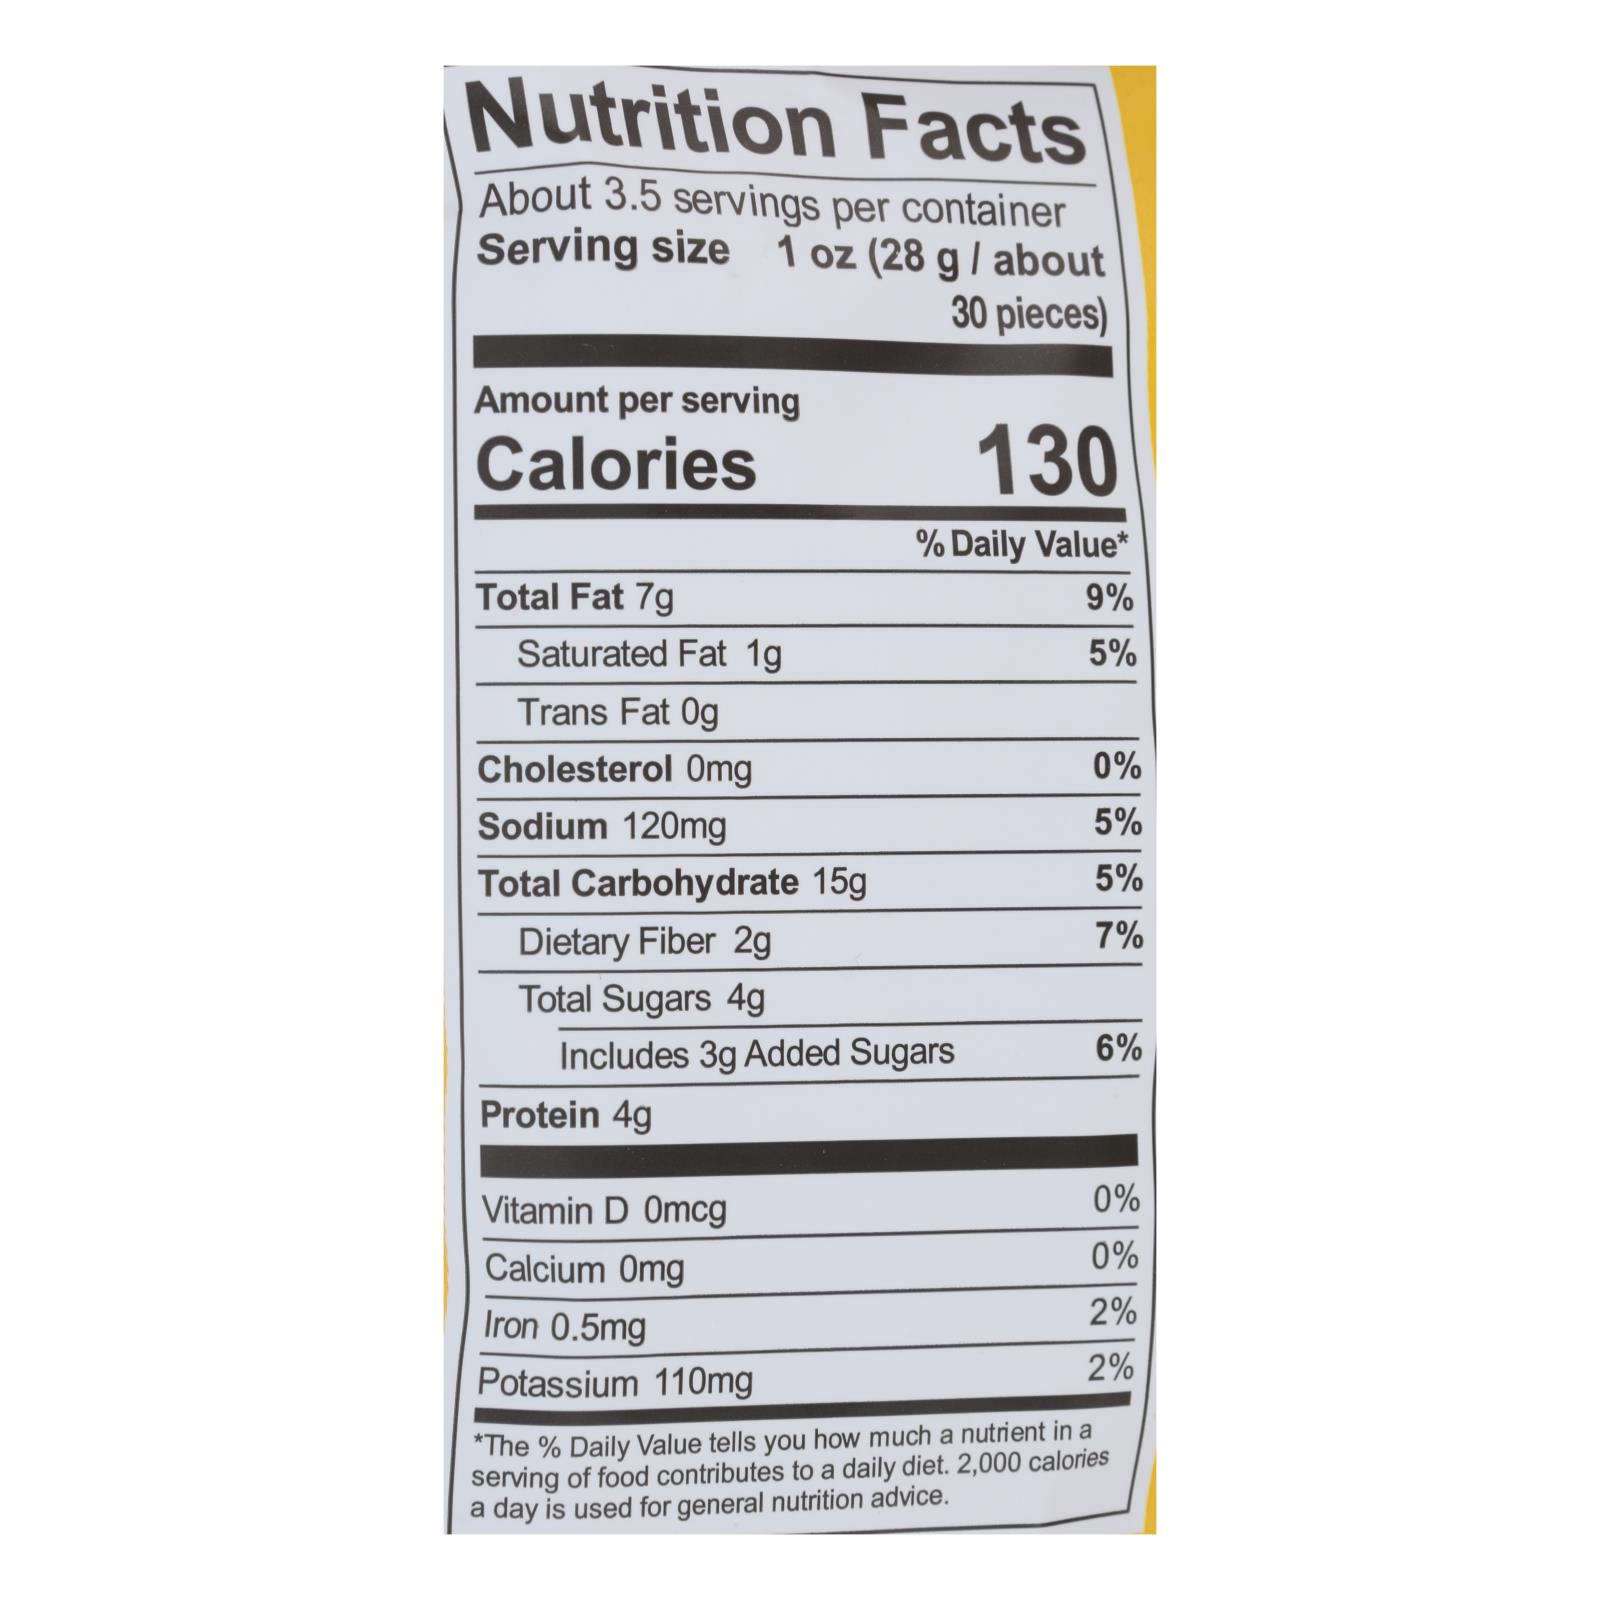 Nutrition Facts
About 3.5 servings per container
Serving size 1 oz (28 g / about
30 pieces)
Amount per serving
Calories 130
% Daily Value*
Total Fat 7g 9%
Saturated Fat 1g 5%
Trans Fat 0g
Cholesterol 0mg 0%
Sodium 120mg 5%
Total Carbohydrate 15g 5%
Dietary Fiber 2g 7%
Total Sugars 4g
Includes 3g Added Sugars 6%
Protein 4g
Vitamin D 0mcg 0%
Calcium 0mg 0%
Iron 0.5mg 2%
Potassium 110mg 2%
*The % Daily Value tells you how much a nutrient in a
serving of food contributes to a daily diet. 2,000 calories
a day is used for general nutrition advice.